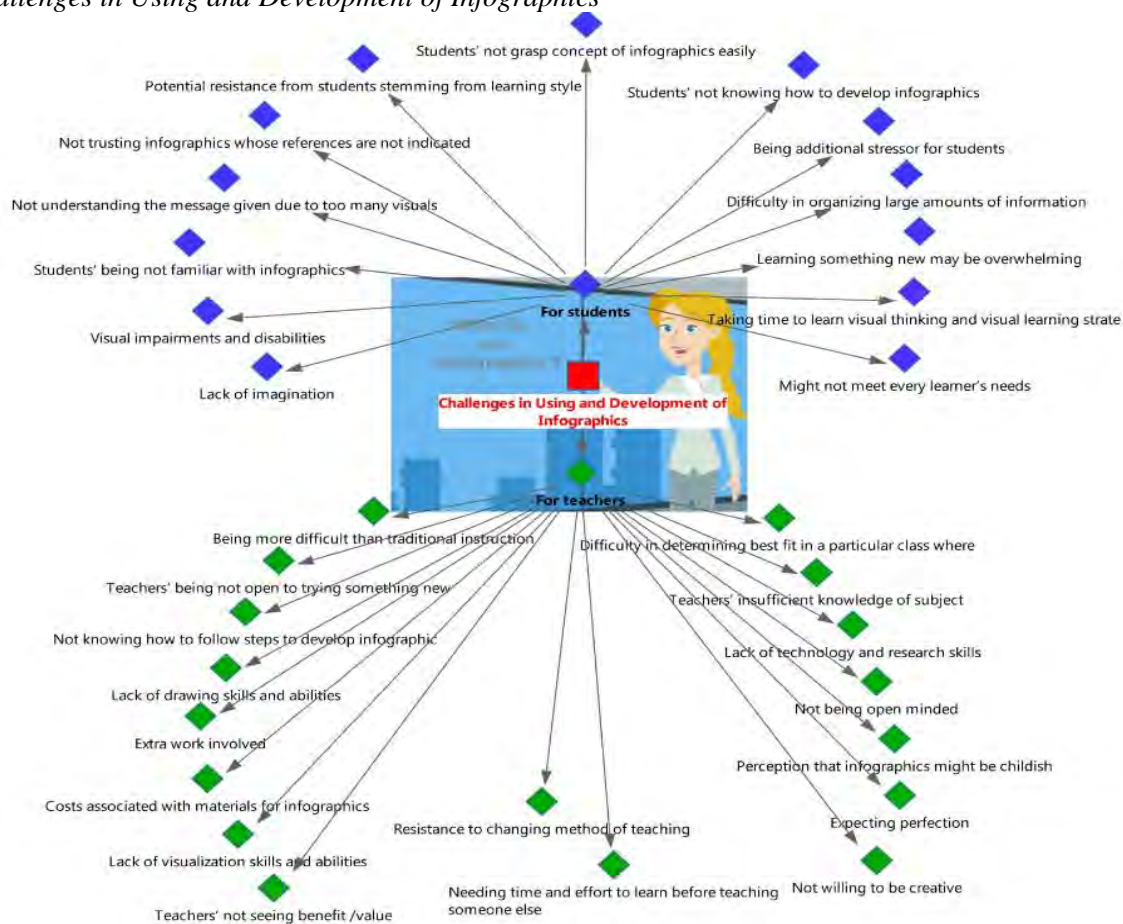 allenges in Using and Development of Infographics
Students' not grasp concept of infographics easily
Potential resistance from students stemming from learning style
Students' not knowing how to develop infographics
Not trusting infographics whose references are not indicated
Being additional stressor for students
Not understanding the message given due to too many visuals
Difficulty in organizing large amounts of information
Students' being not familiar with infographics
Learning something new may be overwhelming
For students
Taking time to learn visual thinking and visual learning strate
Visual impairments and disabilities
Lack of imagination
Might not meet every learner's needs
Challenges in Using and Development of
Infographics
For teachers
Being more difficult than traditional instruction
Difficulty in determining best fit in a particular class where
Teachers' being not open to trying something new
Teachers' insufficient knowledge of subject
Not knowing how to follow steps to develop infographic
Lack of technology and research skills
Lack of drawing skills and abilities
Not being open minded
Extra work involved
Perception that infographics might be childish
Costs associated with materials for infographics
Resistance to changing method of teaching
Expecting perfection
Lack of visualization skills and abilities
Needing time and effort to learn before teaching
someone else
Not willing to be creative
Teachers' not seeing benefit /value